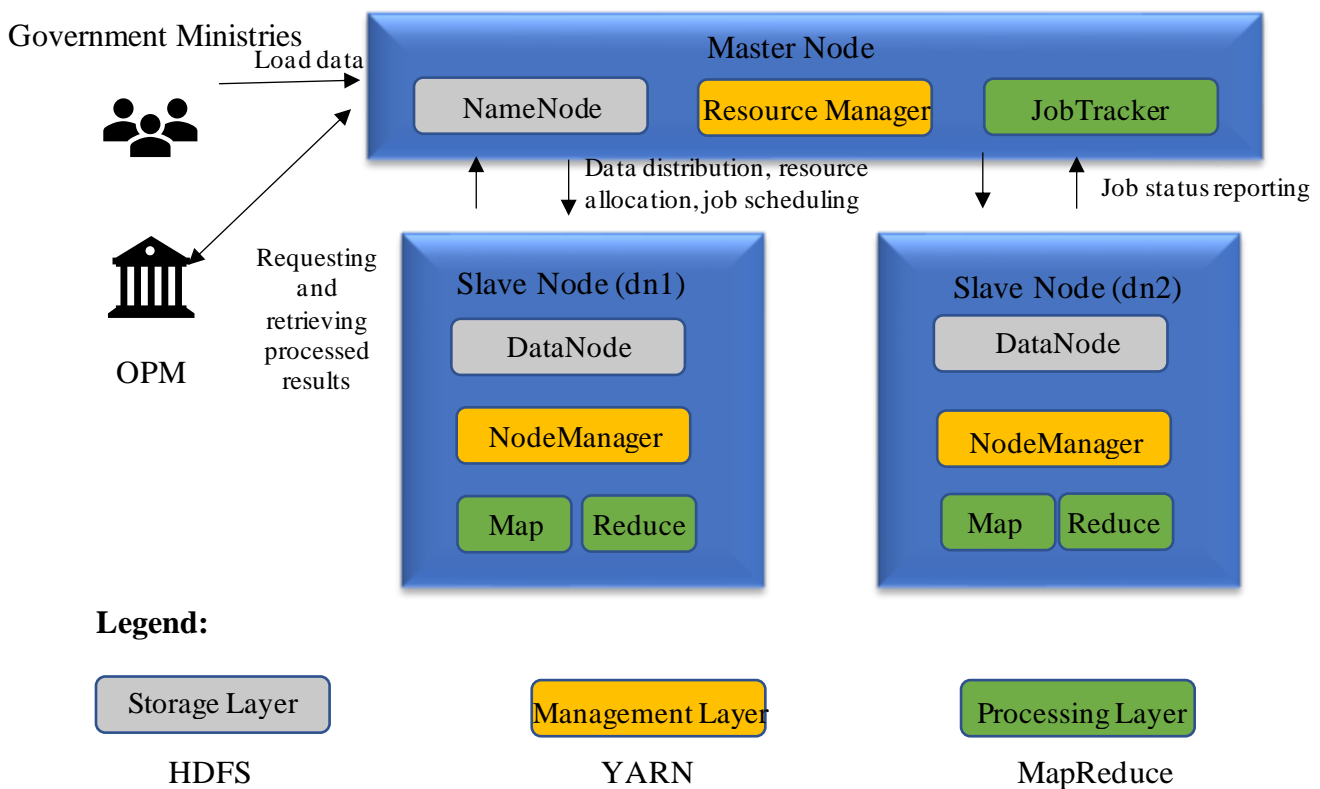 Government Ministries
Load data
Master Node
NameNode
Resource Manager
JobTracker
Data distribution, resource
allocation, job scheduling
Job status reporting
Requesting
and
retrieving
processed
results
OPM
Slave Node (dn1)
DataNode
NodeManager
Map
Reduce
Slave Node (dn2)
DataNode
NodeManager
Map
Reduce
Legend:
Storage Layer
Management Layer
Processing Layer
HDFS
YARN
MapReduce